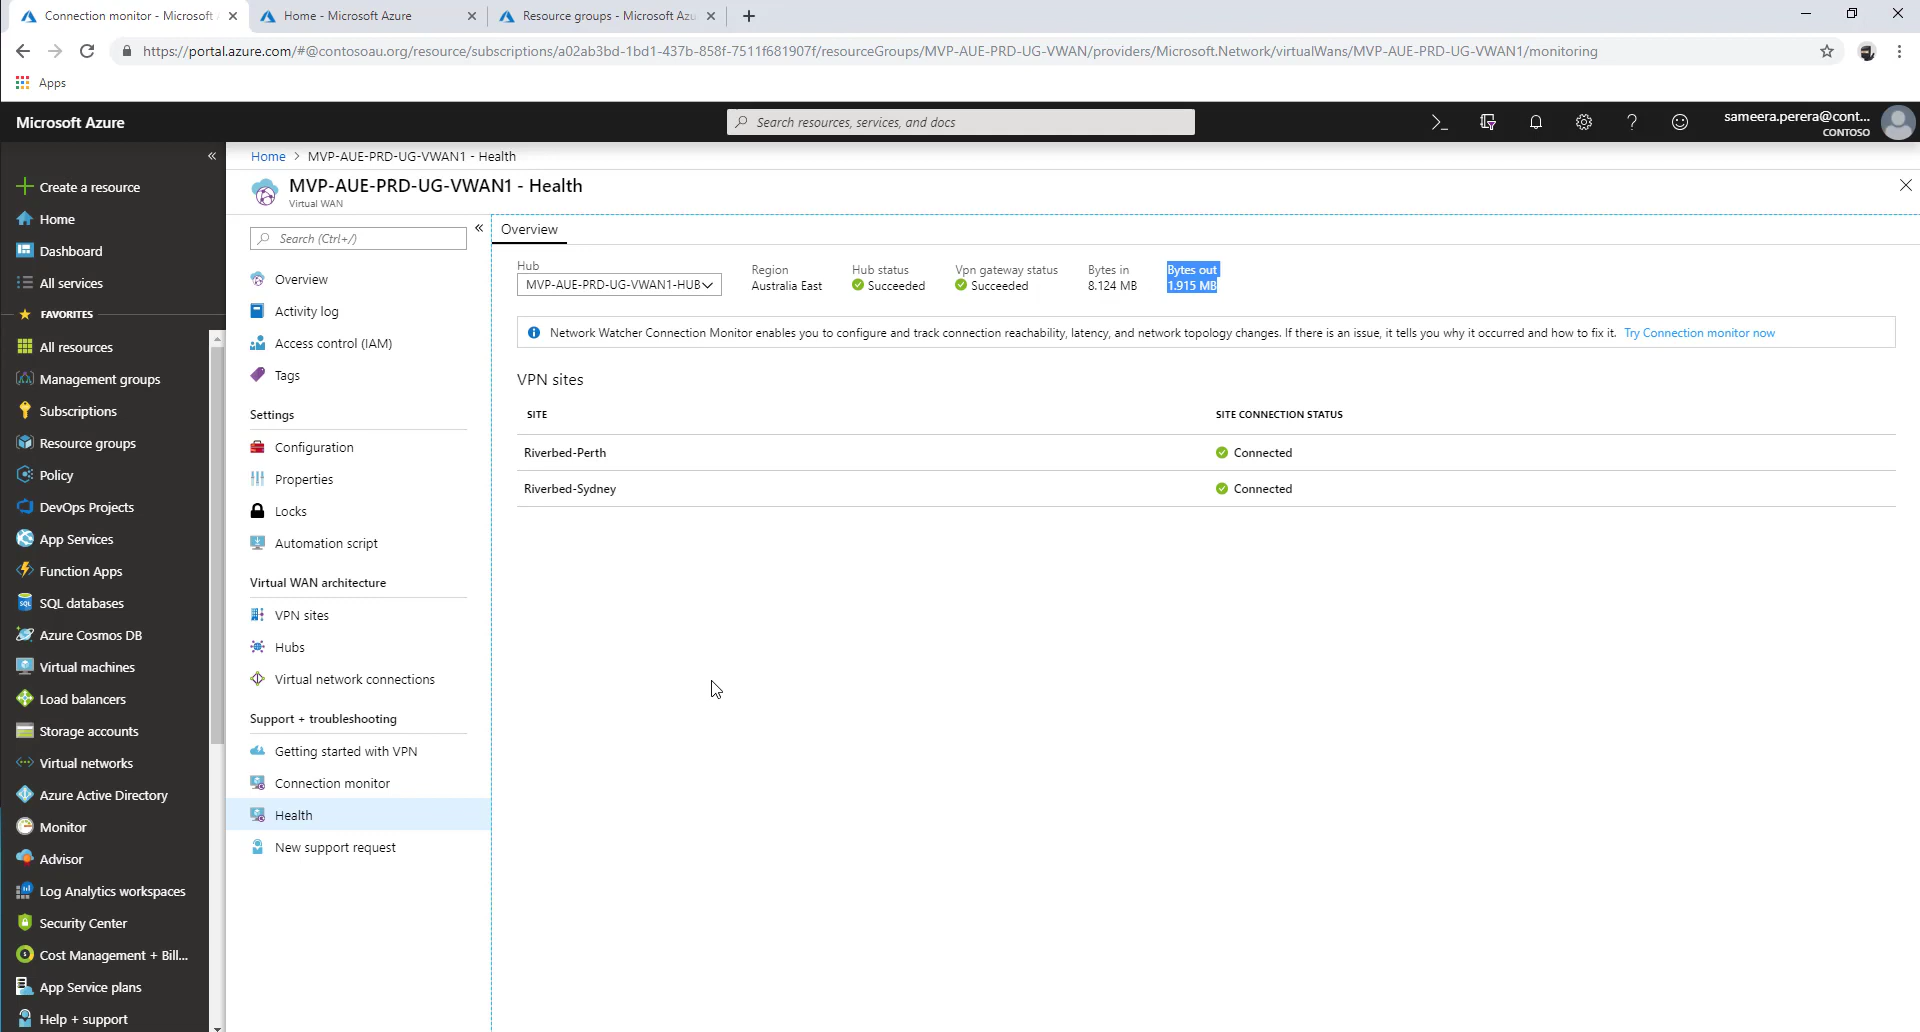 Connection monitor - Microsoft
Home - Microsoft Azure
Resource groups - Microsoft Azu
https://portal.azure.com/#@contosoau.org/resource/subscriptions/a02ab3bd-1bd1-437b-858f-7511f681907f/resourceGroups/MVP-AUE-PRD-UG-VWAN/providers/Microsoft.Network/virtualWans/MVP-AUE-PRD-UG-VWAN1/monitoring
Apps
Microsoft Azure
Search resources, services, and docs
sameera.perera@cont...
CONTOSO
Create a resource
Home
Dashboard
All services
FAVORITES
All resources
Management groups
Subscriptions
Resource groups
Policy
DevOps Projects
App Services
Function Apps
SQL databases
Azure Cosmos DB
Virtual machines
Load balancers
Storage accounts
Virtual networks
Azure Active Directory
Monitor
Advisor
Log Analytics workspaces
Security Center
Cost Management + Bill...
App Service plans
Help + support
Home > MVP-AUE-PRD-UG-VWAN1 - Health
MVP-AUE-PRD-UG-VWAN1 - Health
Virtual WAN
Search (Ctrl+/)
Overview
Activity log
Access control (IAM)
Tags
Settings
Configuration
Properties
Locks
Automation script
Virtual WAN architecture
VPN sites
Hubs
Virtual network connections
Support + troubleshooting
Getting started with VPN
Connection monitor
Health
New support request
Overview
Hub
MVP-AUE-PRD-UG-VWAN1-HUB
Region
Australia East
Hub status
Succeeded
Vpn gateway status
Succeeded
Bytes in
8.124 MB
Bytes out
1.915 MB
Network Watcher Connection Monitor enables you to configure and track connection reachability, latency, and network topology changes. If there is an issue, it tells you why it occurred and how to fix it. Try Connection monitor now
VPN sites
SITE SITE CONNECTION STATUS
Riverbed-Perth Connected
Riverbed-Sydney Connected